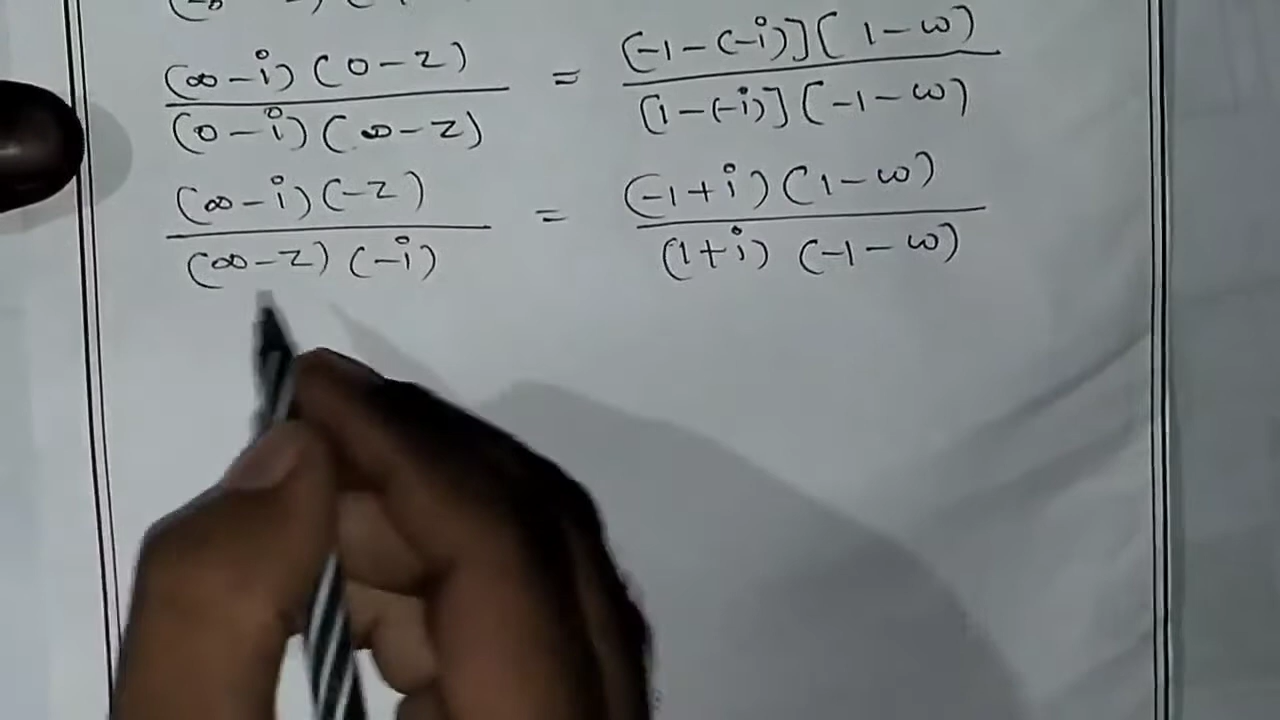 (∞-i)(0-z) / (0-i)(∞-z) = (-1-(-i)](1-ω) / [1-(-i)](-1-ω)
(∞-i)(-z) / (∞-z)(-i) = (-1+i)(1-ω) / (1+i)(-1-ω)